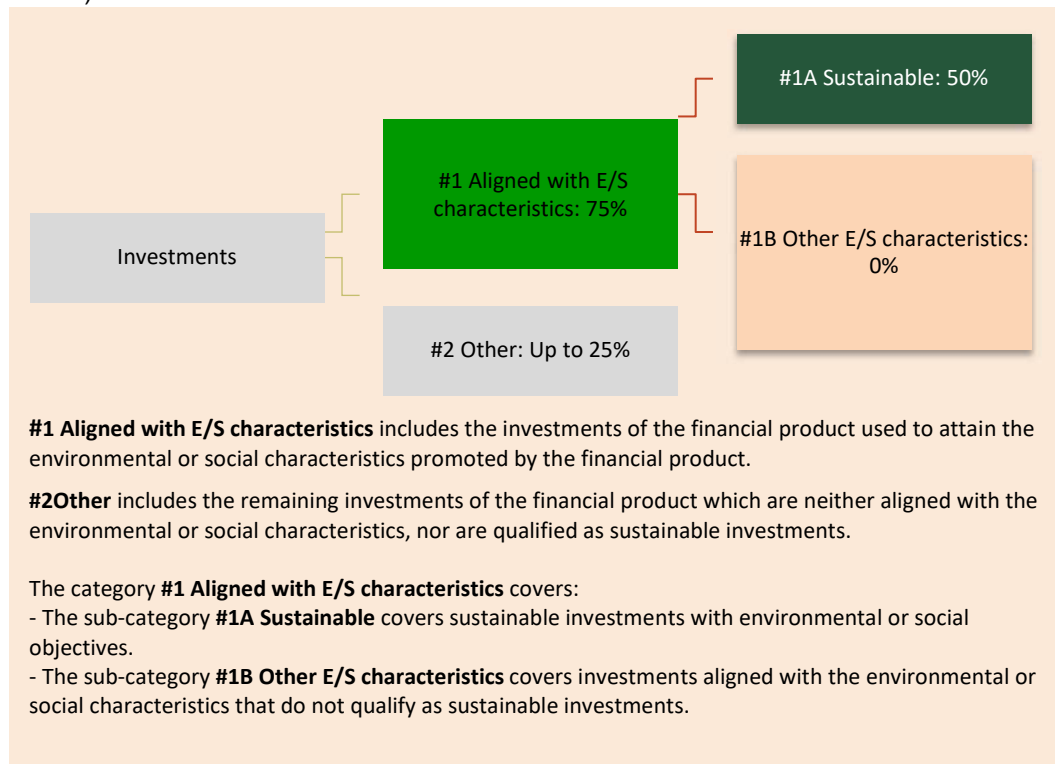 #1A Sustainable: 50%
#1 Aligned with E/S
characteristics: 75%
#1B Other E/S characteristics:
0%
Investments
#2 Other: Up to 25%
#1 Aligned with E/S characteristics includes the investments of the financial product used to attain the
environmental or social characteristics promoted by the financial product.
#2Other includes the remaining investments of the financial product which are neither aligned with the
environmental or social characteristics, nor are qualified as sustainable investments.
The category #1 Aligned with E/S characteristics covers:
- The sub-category #1A Sustainable covers sustainable investments with environmental or social
objectives.
- The sub-category #1B Other E/S characteristics covers investments aligned with the environmental or
social characteristics that do not qualify as sustainable investments.